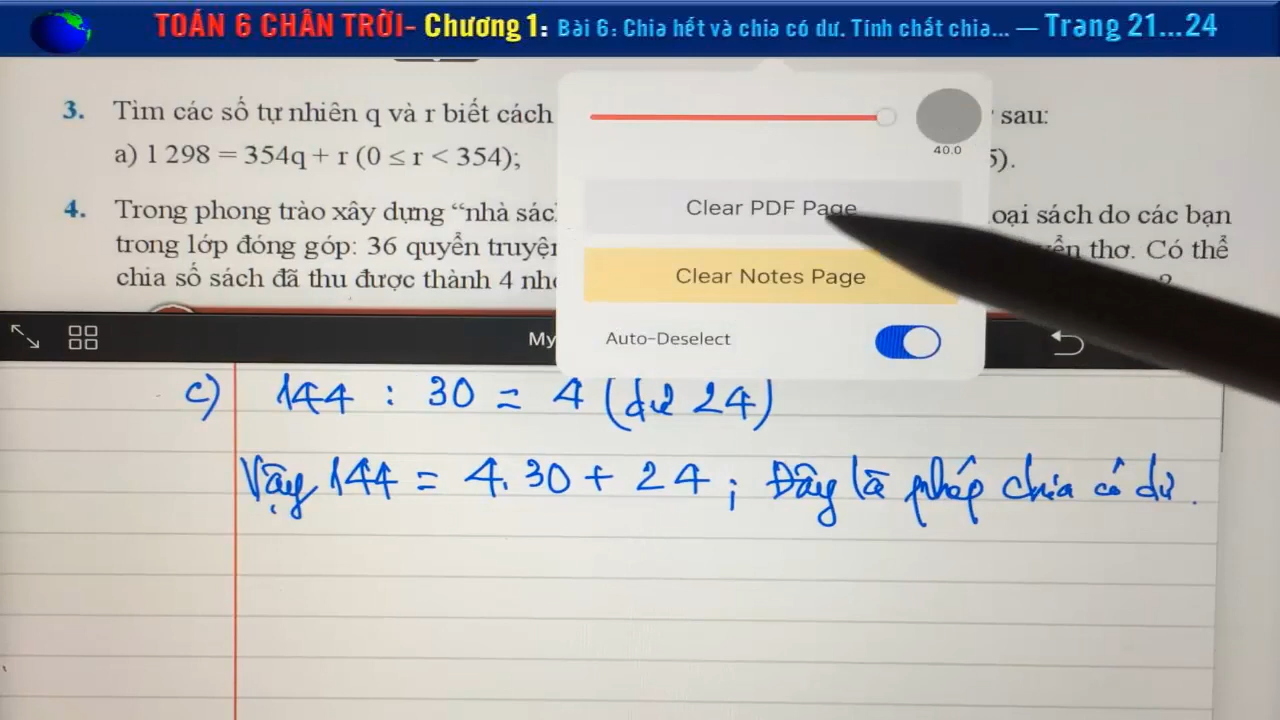 TOÁN 6 CHÂN TRỜI- Chương 1: Bài 6: Chia hết và chia có dư. Tính chất chia... — Trang 21...24
3. Tìm các số tự nhiên q và r biết cách sau:
a) 1 298 = 354q + r (0 ≤ r < 354); 5).
40.0
Clear PDF Page
4. Trong phong trào xây dựng “nhà sác oại sách do các bạn
trong lớp đóng góp: 36 quyển truyện thơ. Có thể
chia số sách đã thu được thành 4
Clear Notes Page
Auto-Deselect
My
c) 144 : 30 = 4 (dư 24)
Vậy 144 = 4.30 + 24 ; Đây là phép chia có dư.